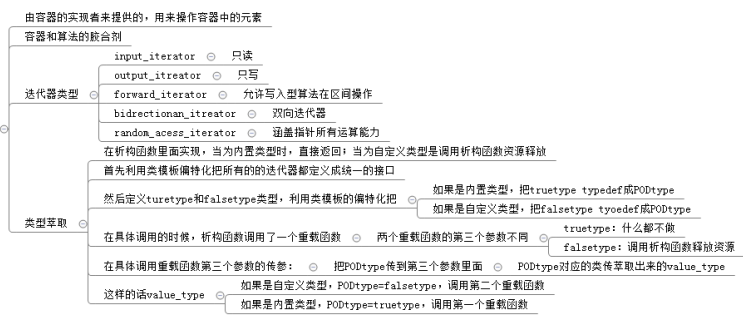 由容器的实现者来提供的，用来操作容器中的元素
容器和算法的胶合剂
迭代器类型
input_iterator 只读
output_itreator 只写
forward_iterator 允许写入型算法在区间操作
bidrectionan_itreator 双向迭代器
random_acess_iterator 涵盖指针所有运算能力
类型萃取
在析构函数里面实现，当为内置类型时，直接返回；当为自定义类型是调用析构函数资源释放
首先利用类模板偏特化把所有的的迭代器都定义成统一的接口
然后定义turetype和falsetype类型，利用类模板的偏特化把
如果是内置类型，把truetype typedef成PODtype
如果是自定义类型，把falsetype tyoedef成PODtype
在具体调用的时候，析构函数调用了一个重载函数 两个重载函数的第三个参数不同
truetype：什么都不做
falsetype：调用析构函数释放资源
在具体调用重载函数第三个参数的传参： 把PODtype传到第三个参数里面 PODtype对应的类传萃取出来的value_type
这样的话value_type
如果是自定义类型，PODtype=falsetype，调用第二个重载函数
如果是内置类型，PODtype=truetype，调用第一个重载函数